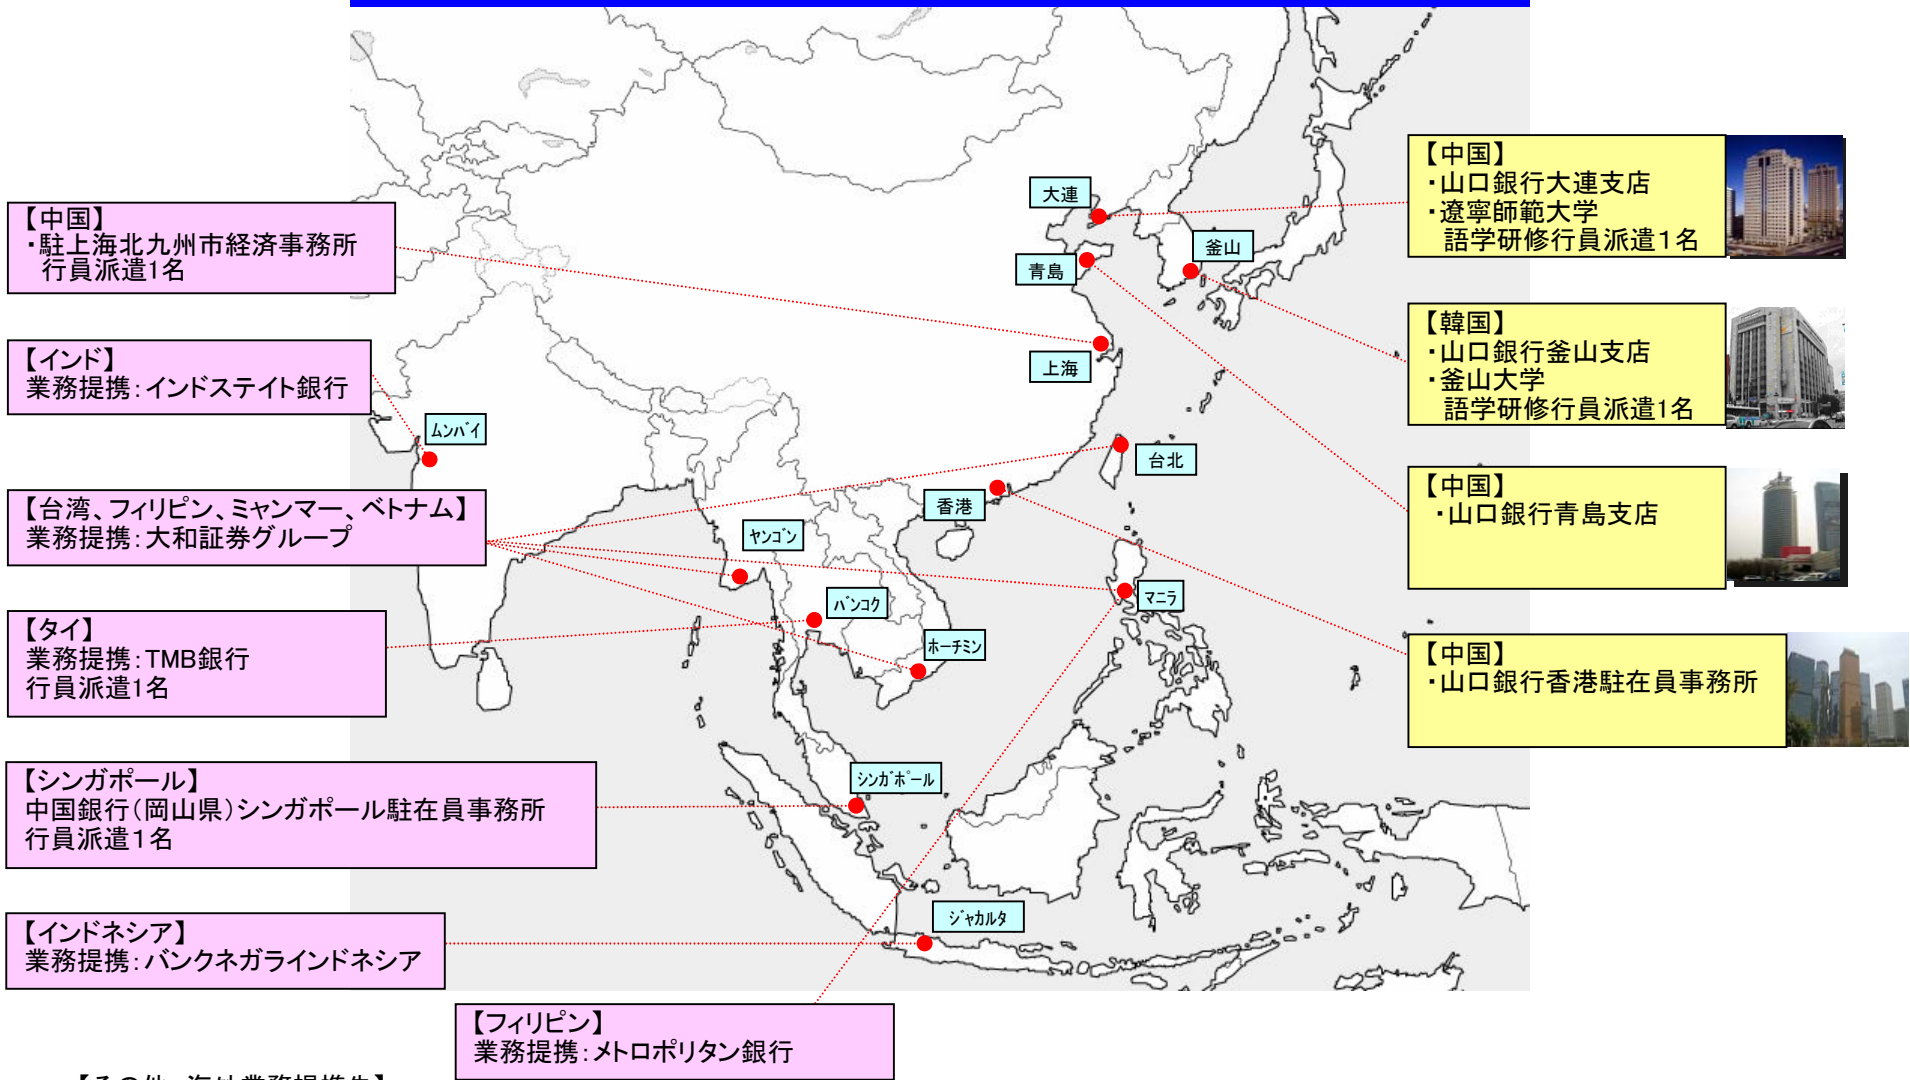 【中国】
・駐上海北九州市経済事務所
行員派遣1名
【インド】
業務提携：インドステイト銀行
【台湾、フィリピン、ミャンマー、ベトナム】
業務提携：大和証券グループ
【タイ】
業務提携：TMB銀行
行員派遣1名
【シンガポール】
中国銀行（岡山県）シンガポール駐在員事務所
行員派遣1名
【インドネシア】
業務提携：バンクネガラインドネシア
【フィリピン】
業務提携：メトロポリタン銀行
大連
釜山
青島
上海
ﾑﾝﾊﾞｲ
台北
香港
ﾔﾝｺﾞﾝ
ﾊﾞﾝｺｸ
ﾏﾆﾗ
ﾎｰﾁﾐﾝ
ｼﾝｶﾞﾎﾟｰﾙ
ｼﾞｬｶﾙﾀ
【中国】
・山口銀行大連支店
・遼寧師範大学
語学研修行員派遣１名
【韓国】
・山口銀行釜山支店
・釜山大学
語学研修行員派遣1名
【中国】
・山口銀行青島支店
【中国】
・山口銀行香港駐在員事務所
【その他 海外業務提携先】